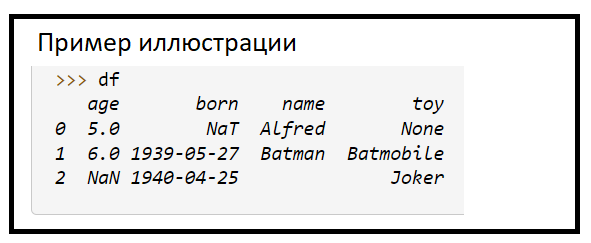 Пример иллюстрации
>>> df
   age       born    name        toy
0  5.0        NaT  Alfred       None
1  6.0 1939-05-27  Batman  Batmobile
2  NaN 1940-04-25              Joker